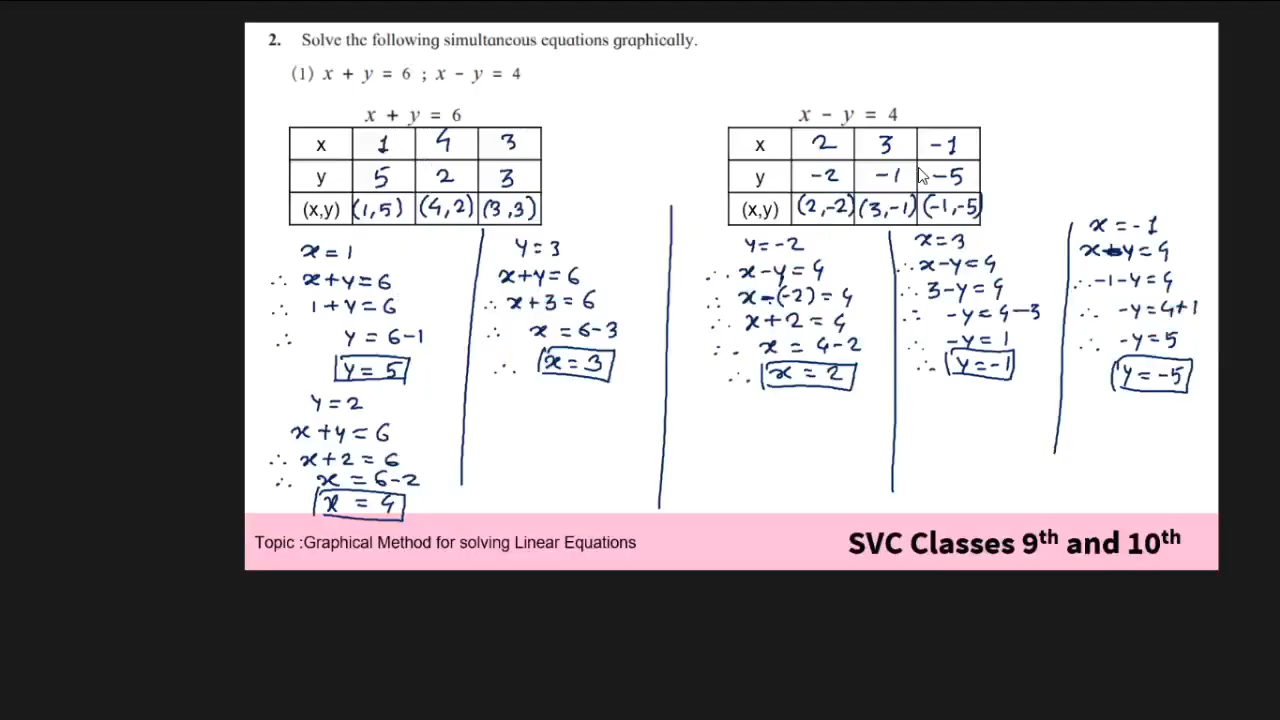 2. Solve the following simultaneous equations graphically.
(1) x + y = 6 ; x - y = 4
x + y = 6
x 1 4 3
y 5 2 3
(x,y) (1,5) (4,2) (3,3)
x = 1
∴ x+y=6
∴ 1+y=6
∴ y = 6-1
y = 5
y = 2
x+y=6
∴ x+2=6
∴ x = 6-2
x = 4
y = 3
x+y=6
∴ x+3=6
∴ x = 6-3
∴ x = 3
x - y = 4
x 2 3 -1
y -2 -1 -5
(x,y) (2,-2) (3,-1) (-1,-5)
y=-2
∴ x-y=4
∴ x-(-2)=4
∴ x+2=4
∴ x = 4-2
∴ x = 2
x=3
∴ x-y=4
∴ 3-y=4
∴ -y=4-3
∴ -y=1
∴ y=-1
x=-1
x-y=4
∴ -1-y=4
∴ -y=4+1
∴ -y=5
y=-5
Topic :Graphical Method for solving Linear Equations
SVC Classes 9th and 10th